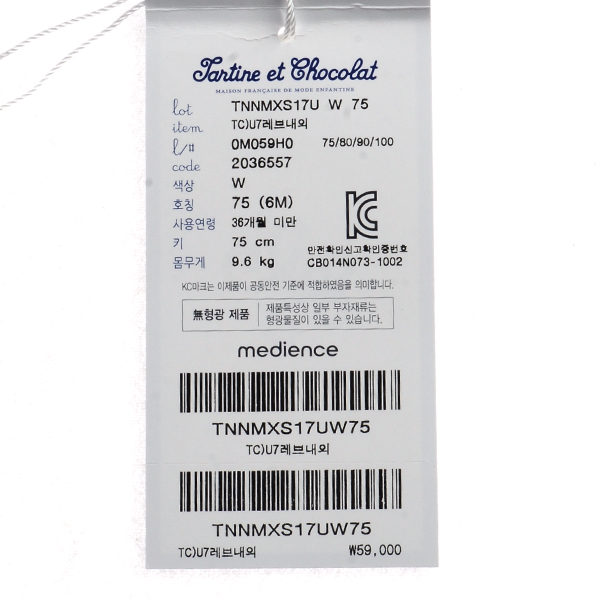 Tartine et Chocolat
MAISON FRANÇAISE DE MODE ENFANTINE
lot TNNMXS17U W 75
item TC)U7레브내의
l/# 0M059H0 75/80/90/100
code 2036557
색상 W
호칭 75 (6M)
사용연령 36개월 미만
키 75 cm
몸무게 9.6 kg
안전확인신고확인증번호
CB014N073-1002
KC마크는 이제품이 공통안전 기준에 적합하였음을 의미합니다.
無형광 제품 제품특성상 일부 부자재류는
형광물질이 있을 수 있습니다.
medience
TNNMXS17UW75
TC)U7레브내의
TNNMXS17UW75
TC)U7레브내의 ₩59,000